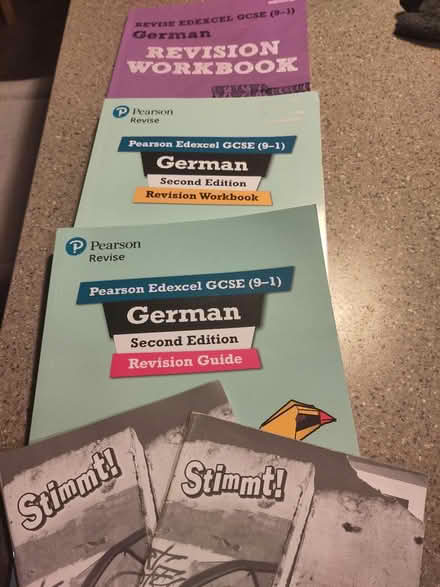 REVISE EDEXCEL GCSE (9-1)
German
REVISION
WORKBOOK
Pearson
Revise
Pearson Edexcel GCSE (9–1)
German
Second Edition
Revision Workbook
Pearson
Revise
Pearson Edexcel GCSE (9–1)
German
Second Edition
Revision Guide
Stimmt!
Stimmt!